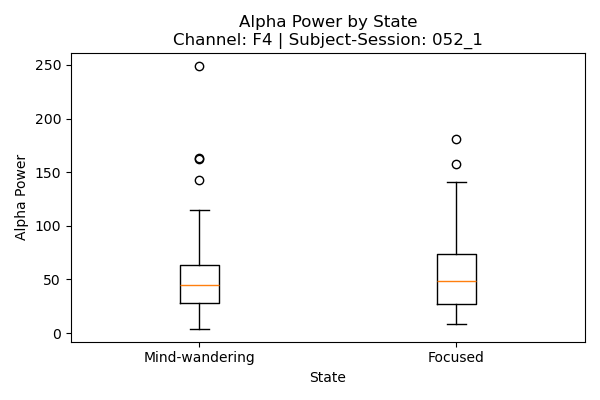 Alpha Power by State
Channel: F4 | Subject-Session: 052_1
250
200
150
100
50
0
Alpha Power
Mind-wandering
Focused
State